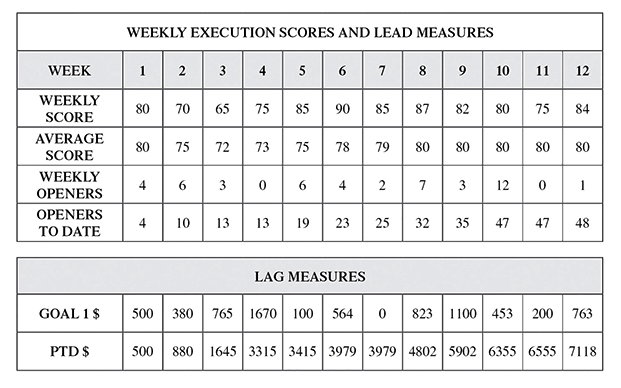 WEEKLY EXECUTION SCORES AND LEAD MEASURES
WEEK 1 2 3 4 5 6 7 8 9 10 11 12
WEEKLY SCORE 80 70 65 75 85 90 85 87 82 80 75 84
AVERAGE SCORE 80 75 72 73 75 78 79 80 80 80 80 80
WEEKLY OPENERS 4 6 3 0 6 4 2 7 3 12 0 1
OPENERS TO DATE 4 10 13 13 19 23 25 32 35 47 47 48
LAG MEASURES
GOAL 1 $ 500 380 765 1670 100 564 0 823 1100 453 200 763
PTD $ 500 880 1645 3315 3415 3979 3979 4802 5902 6355 6555 7118